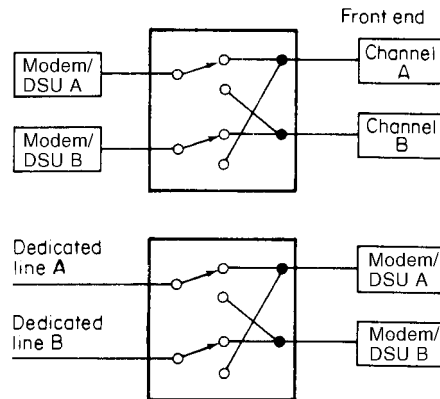 Front end
Modem/
DSU A
Channel
A
Modem/
DSU B
Channel
B
Dedicated
line A
Modem/
DSU A
Dedicated
line B
Modem/
DSU B